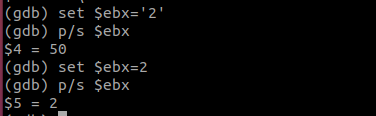 (gdb) set $ebx='2'
(gdb) p/s $ebx
$4 = 50
(gdb) set $ebx=2
(gdb) p/s $ebx
$5 = 2